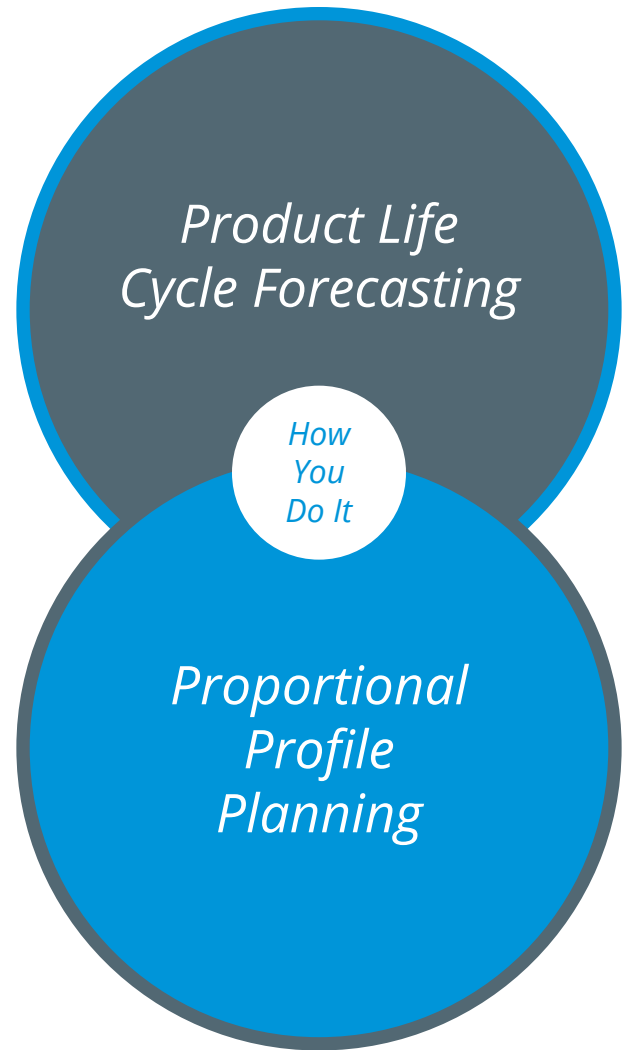 Product Life
Cycle Forecasting
How
You
Do It
Proportional
Profile
Planning